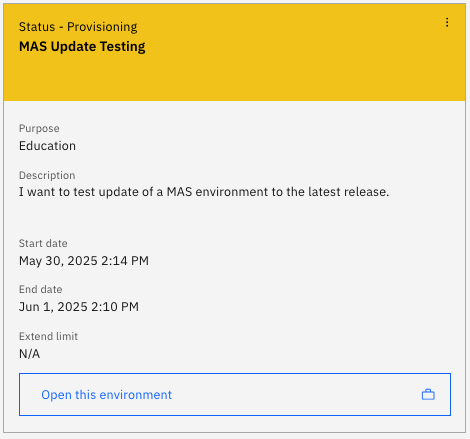 Status - Provisioning
MAS Update Testing
Purpose
Education
Description
I want to test update of a MAS environment to the latest release.
Start date
May 30, 2025 2:14 PM
End date
Jun 1, 2025 2:10 PM
Extend limit
N/A
Open this environment